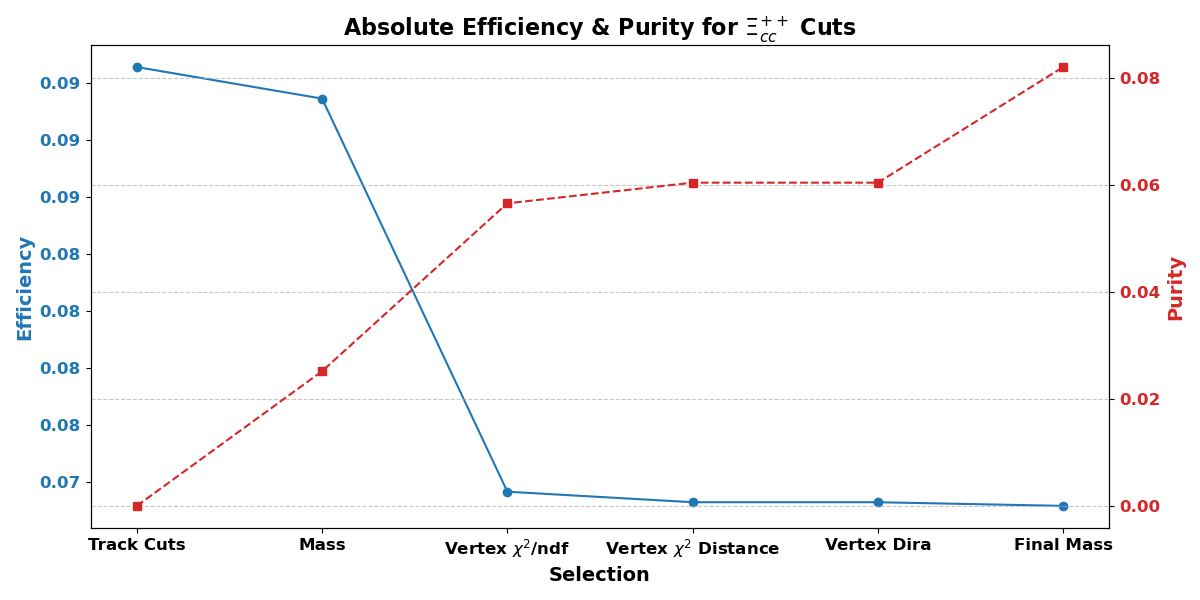 Absolute Efficiency & Purity for Ξ_{cc}^{++} Cuts
Efficiency
0.09
0.09
0.09
0.08
0.08
0.08
0.08
0.07
0.08
0.06
0.04
0.02
0.00
Purity
Track Cuts Mass Vertex χ²/ndf Vertex χ² Distance Vertex Dira Final Mass
Selection